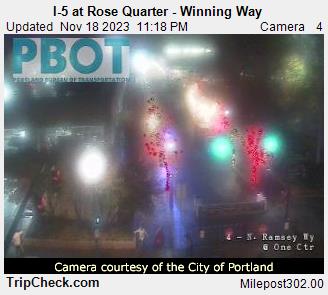 I-5 at Rose Quarter - Winning Way
Updated Nov 18 2023 11:18 PM Camera 4
PBOT
PORTLAND BUREAU OF TRANSPORTATION
4 - N. Ramsey Wy
@ One Ctr
Camera courtesy of the City of Portland
TripCheck.com Milepost302.00